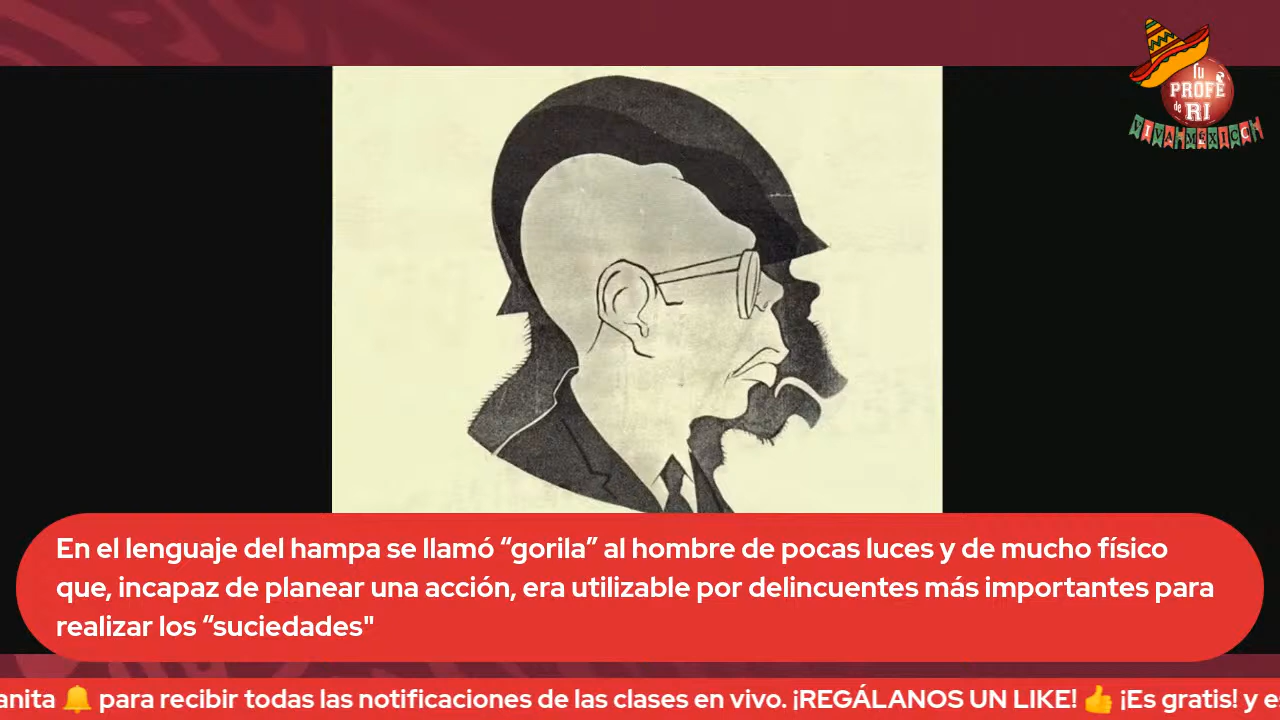 Tu
PROFE
de RI
VIVA MÉXICO
En el lenguaje del hampa se llamó “gorila” al hombre de pocas luces y de mucho físico
que, incapaz de planear una acción, era utilizable por delincuentes más importantes para
realizar los “suciedades"
anita 🔔 para recibir todas las notificaciones de las clases en vivo. ¡REGÁLANOS UN LIKE! 👍 ¡Es gratis! y e